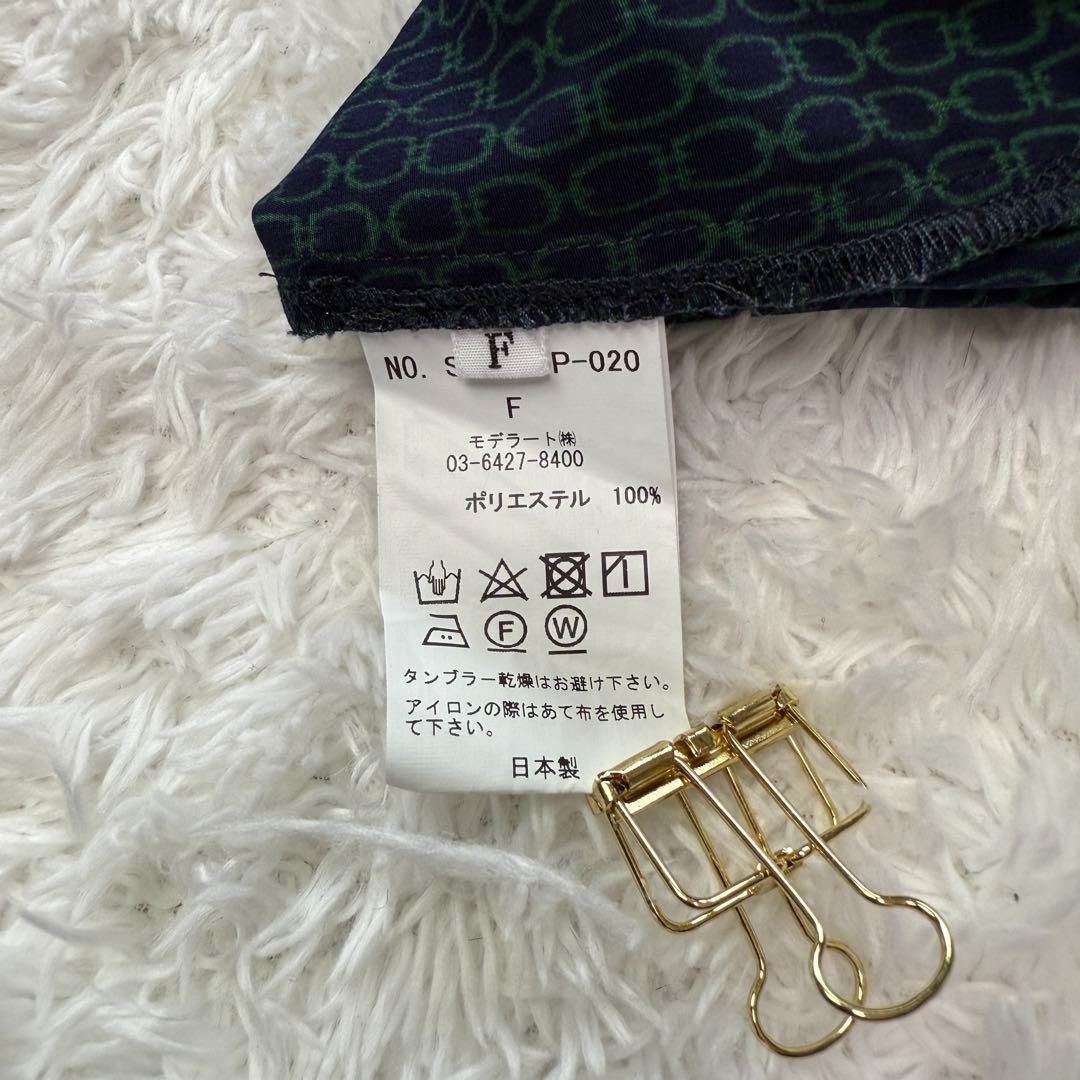 F
NO. S P-020
F
モデラート㈱
03-6427-8400
ポリエステル 100%
F W
タンブラー乾燥はお避け下さい。
アイロンの際はあて布を使用し
て下さい。
日本製